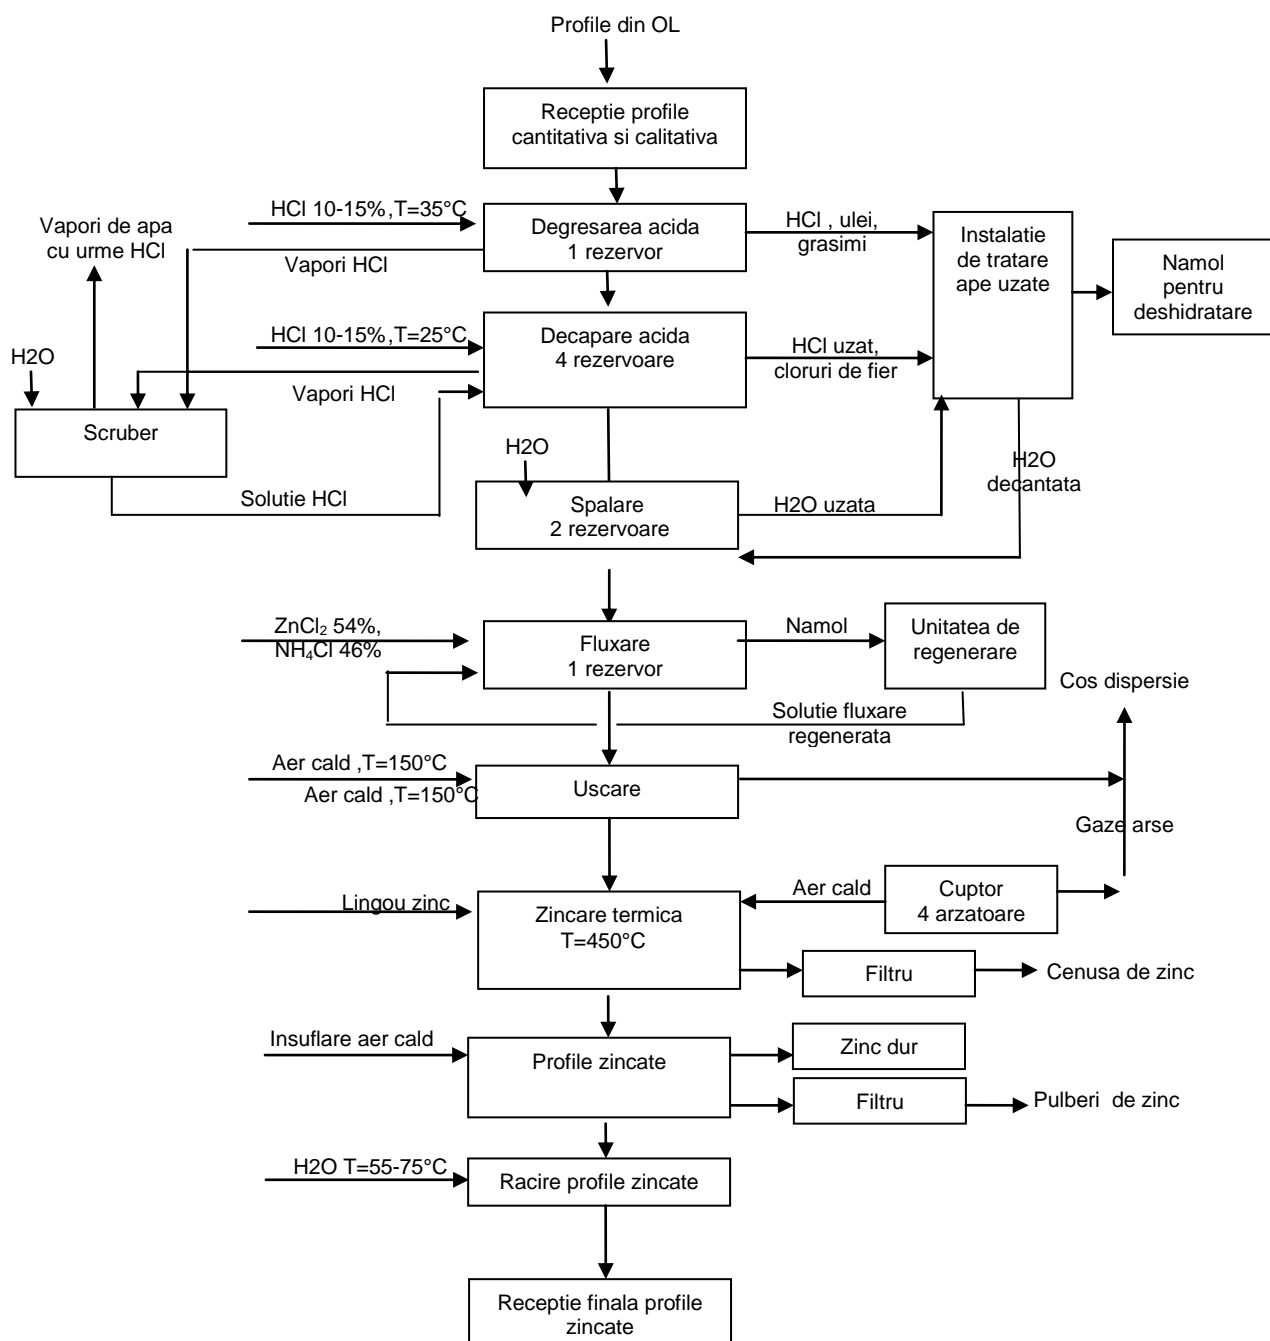 Profile din OL
Receptie profile
cantitativa si calitativa
HCl 10-15%,T=35°C
Degresarea acida
1 rezervor
HCl , ulei,
grasimi
Instalatie
de tratare
ape uzate
Namol
pentru
deshidratare
Vapori de apa
cu urme HCl
Vapori HCl
HCl 10-15%,T=25°C
Decapare acida
4 rezervoare
HCl uzat,
cloruri de fier
H2O
Vapori HCl
Scruber
Solutie HCl
H2O
Spalare
2 rezervoare
H2O uzata
H2O
decantata
ZnCl₂ 54%,
NH₄Cl 46%
Fluxare
1 rezervor
Namol
Unitatea de
regenerare
Solutie fluxare
regenerata
Cos dispersie
Aer cald ,T=150°C
Aer cald ,T=150°C
Uscare
Gaze arse
Lingou zinc
Zincare termica
T=450°C
Aer cald
Cuptor
4 arzatoare
Filtru
Cenusa de zinc
Insuflare aer cald
Profile zincate
Zinc dur
Filtru
Pulberi de zinc
H2O T=55-75°C
Racire profile zincate
Receptie finala profile
zincate